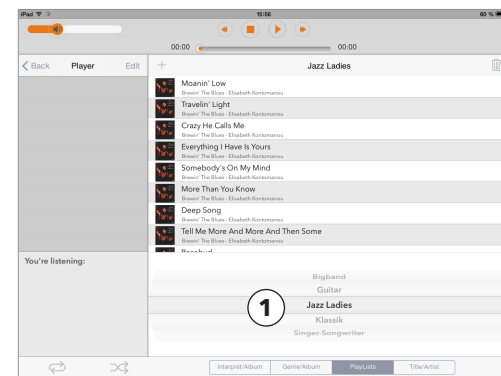 iPad
15:56
60 %
00:00
00:00
Back
Player
Edit
Jazz Ladies
Moanin' Low
Brewin' The Blues - Elisabeth Kontomanou
Travelin' Light
Brewin' The Blues - Elisabeth Kontomanou
Crazy He Calls Me
Brewin' The Blues - Elisabeth Kontomanou
Everything I Have Is Yours
Brewin' The Blues - Elisabeth Kontomanou
Somebody's On My Mind
Brewin' The Blues - Elisabeth Kontomanou
More Than You Know
Brewin' The Blues - Elisabeth Kontomanou
Deep Song
Brewin' The Blues - Elisabeth Kontomanou
Tell Me More And More And Then Some
Brewin' The Blues - Elisabeth Kontomanou
You're listening:
Bigband
Guitar
Jazz Ladies
Klassik
Singer-Songwriter
1
Interpret/Album
Genre/Album
PlayLists
Title/Artist